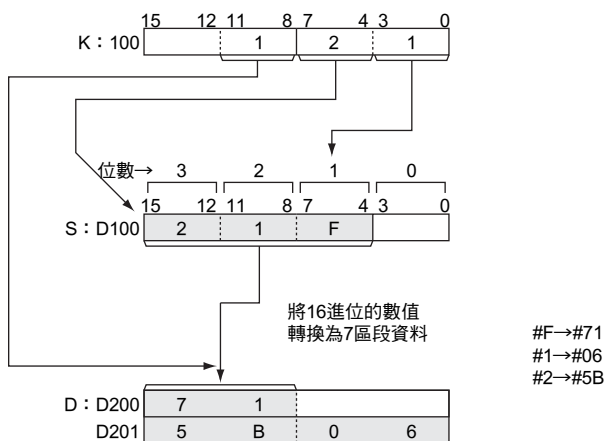 15 12 11 8 7 4 3 0
K：100 1 2 1
位數→ 3 2 1 0
15 12 11 8 7 4 3 0
S：D100 2 1 F
將16進位的數值
轉換為7區段資料
#F→#71
#1→#06
#2→#5B
D：D200 7 1
D201 5 B 0 6